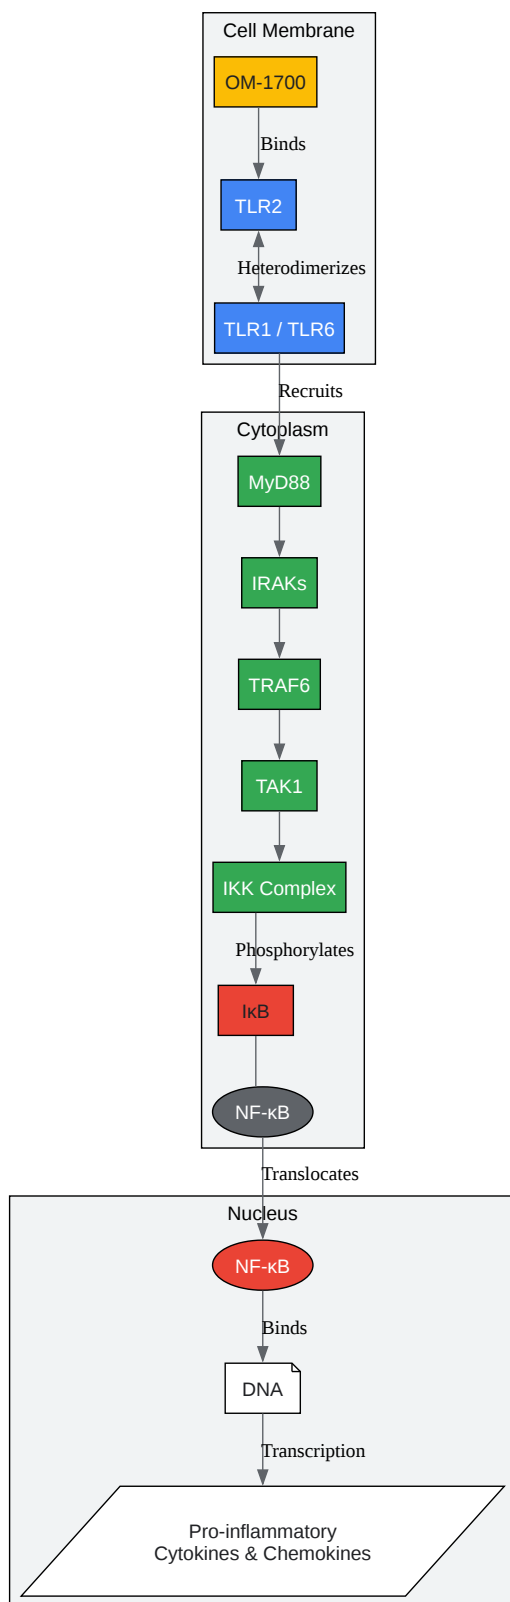 Cell Membrane
OM-1700
Binds
TLR2
Heterodimerizes
TLR1 / TLR6
Recruits
Cytoplasm
MyD88
IRAKs
TRAF6
TAK1
IKK Complex
Phosphorylates
IκB
NF-κB
Translocates
Nucleus
NF-κB
Binds
DNA
Transcription
Pro-inflammatory
Cytokines & Chemokines